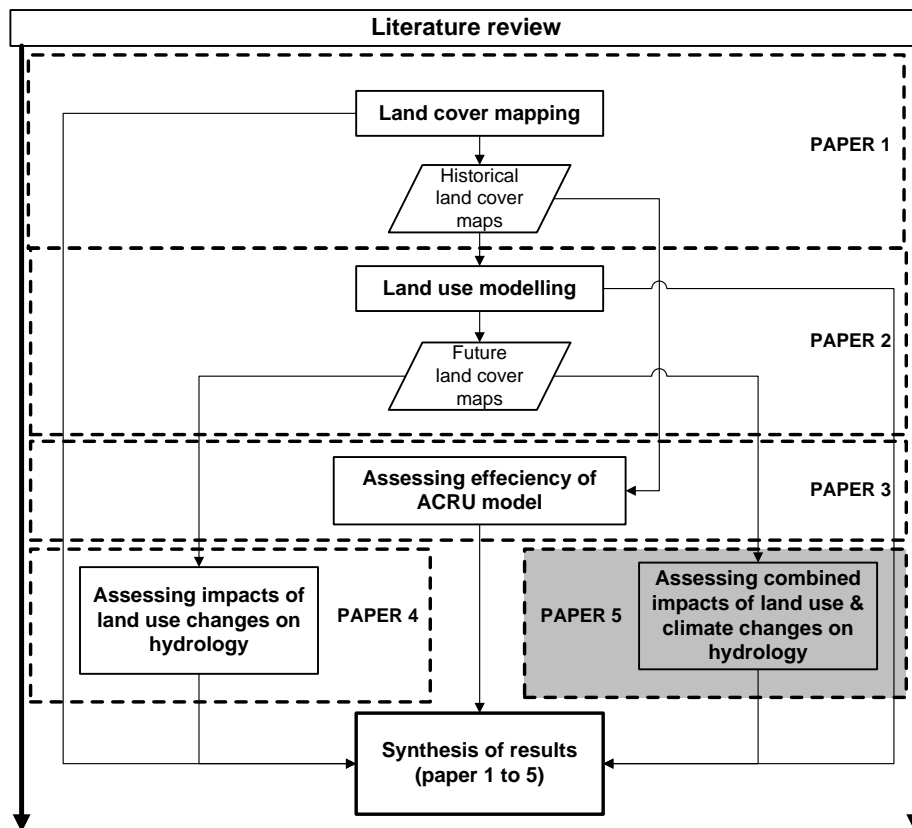 Literature review
Land cover mapping
PAPER 1
Historical
land cover
maps
Land use modelling
PAPER 2
Future
land cover
maps
Assessing effeciency of
ACRU model
PAPER 3
Assessing impacts of
land use changes on
hydrology
PAPER 4
PAPER 5
Assessing combined
impacts of land use &
climate changes on
hydrology
Synthesis of results
(paper 1 to 5)